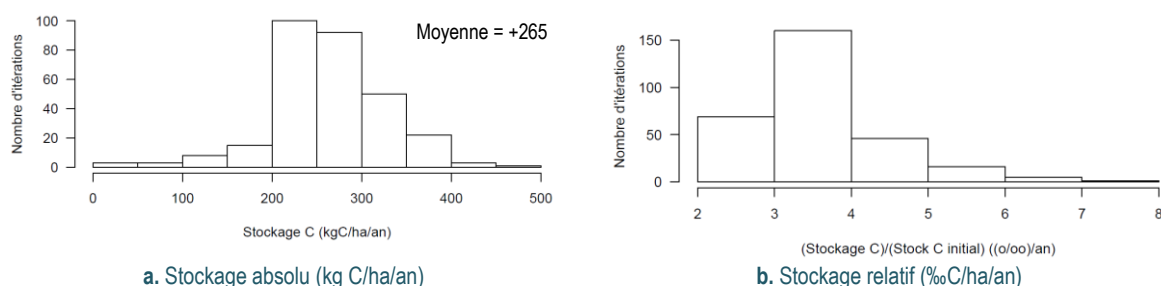 Moyenne = +265
Nombre d'itérations
100
80
60
40
20
0
0 100 200 300 400 500
Stockage C (kgC/ha/an)
a. Stockage absolu (kg C/ha/an)
Nombre d'itérations
150
100
50
0
2 3 4 5 6 7 8
(Stockage C)/(Stock C initial) ((o/oo)/an)
b. Stockage relatif (‰C/ha/an)